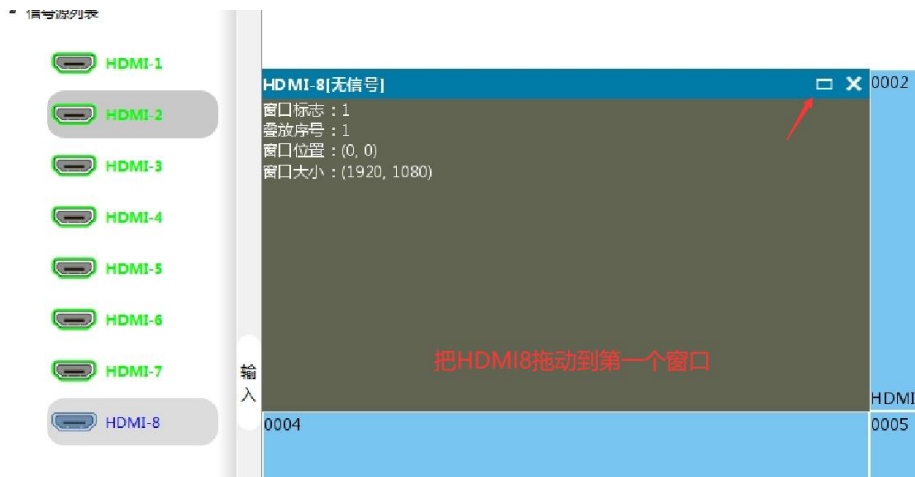 信号源列表
HDMI-1
HDMI-2
HDMI-3
HDMI-4
HDMI-5
HDMI-6
HDMI-7
HDMI-8
输
入
HDMI-8[无信号]
窗口标志：1
叠放序号：1
窗口位置：(0, 0)
窗口大小：(1920, 1080)
把HDMI8拖动到第一个窗口
0002
HDMI
0004
0005